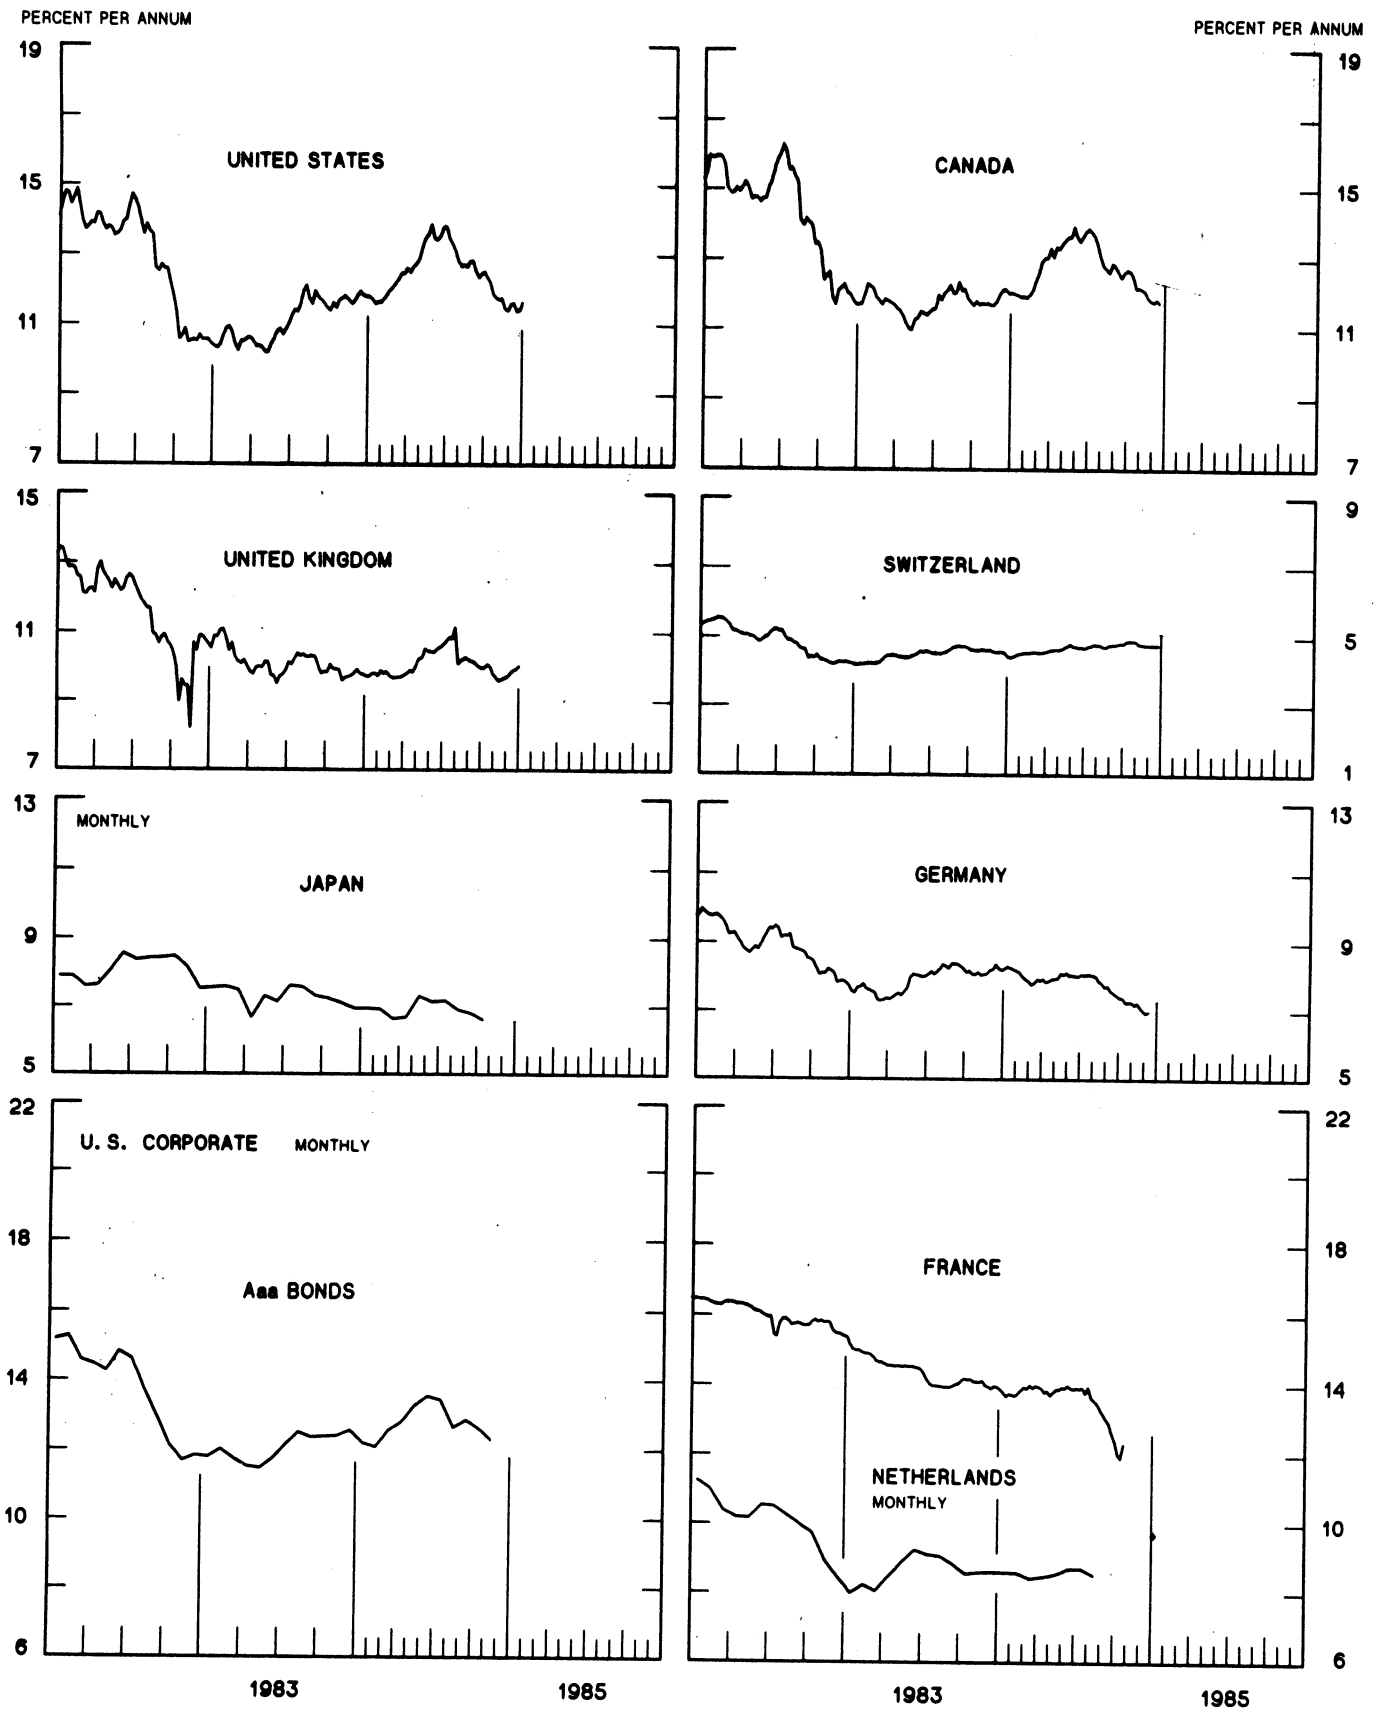 PERCENT PER ANNUM
PERCENT PER ANNUM
19
15
11
7
UNITED STATES
CANADA
19
15
11
7
15
11
7
UNITED KINGDOM
SWITZERLAND
9
5
1
13
9
5
MONTHLY
JAPAN
GERMANY
13
9
5
22
18
14
10
6
U.S. CORPORATE MONTHLY
Aaa BONDS
FRANCE
NETHERLANDS
MONTHLY
22
18
14
10
6
1983 1985
1983 1985